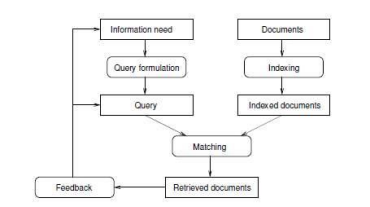 Information need
Documents
Query formulation
Indexing
Query
Indexed documents
Matching
Feedback
Retrieved documents